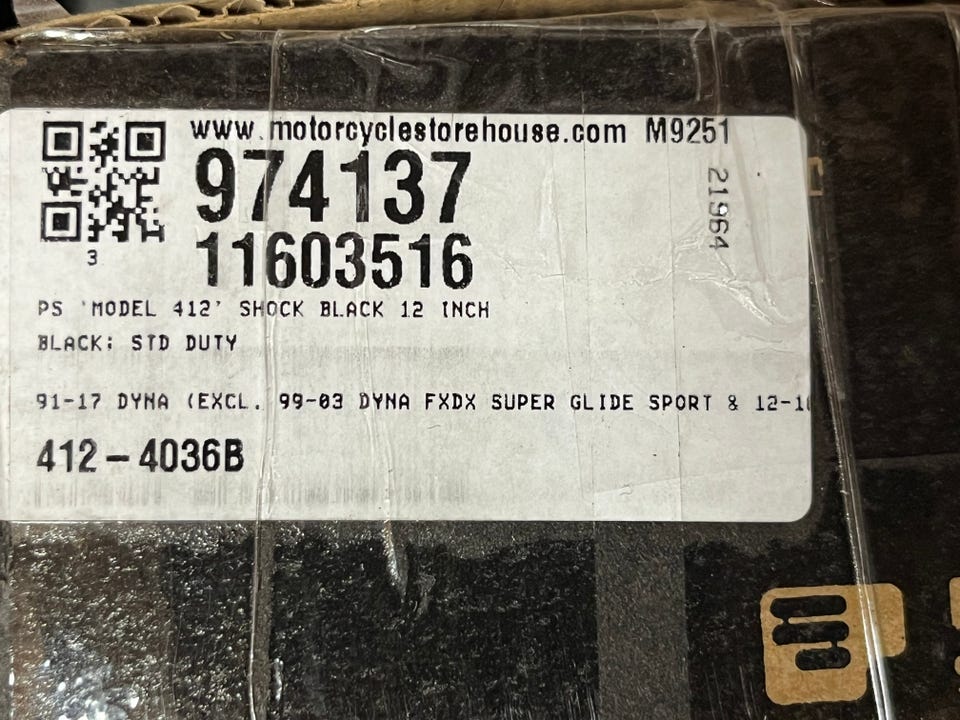 www.motorcyclestorehouse.com M9251
974137
21964
11603516
3
PS 'MODEL 412' SHOCK BLACK 12 INCH
BLACK; STD DUTY
91-17 DYNA (EXCL. 99-03 DYNA FXDX SUPER GLIDE SPORT & 12-1
412-4036B